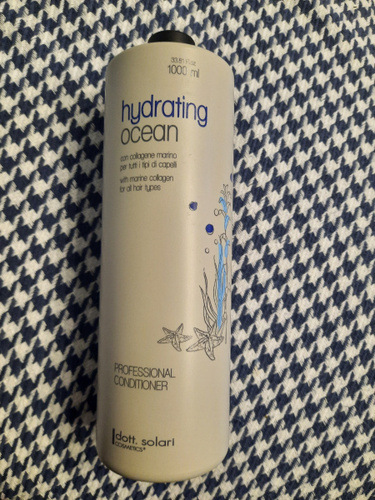 1000 ml
hydrating
ocean
con collagene marino
per tutti i tipi di capelli
with marine collagen
for all hair types
PROFESSIONAL
CONDITIONER
dott. solari
COSMETICS®